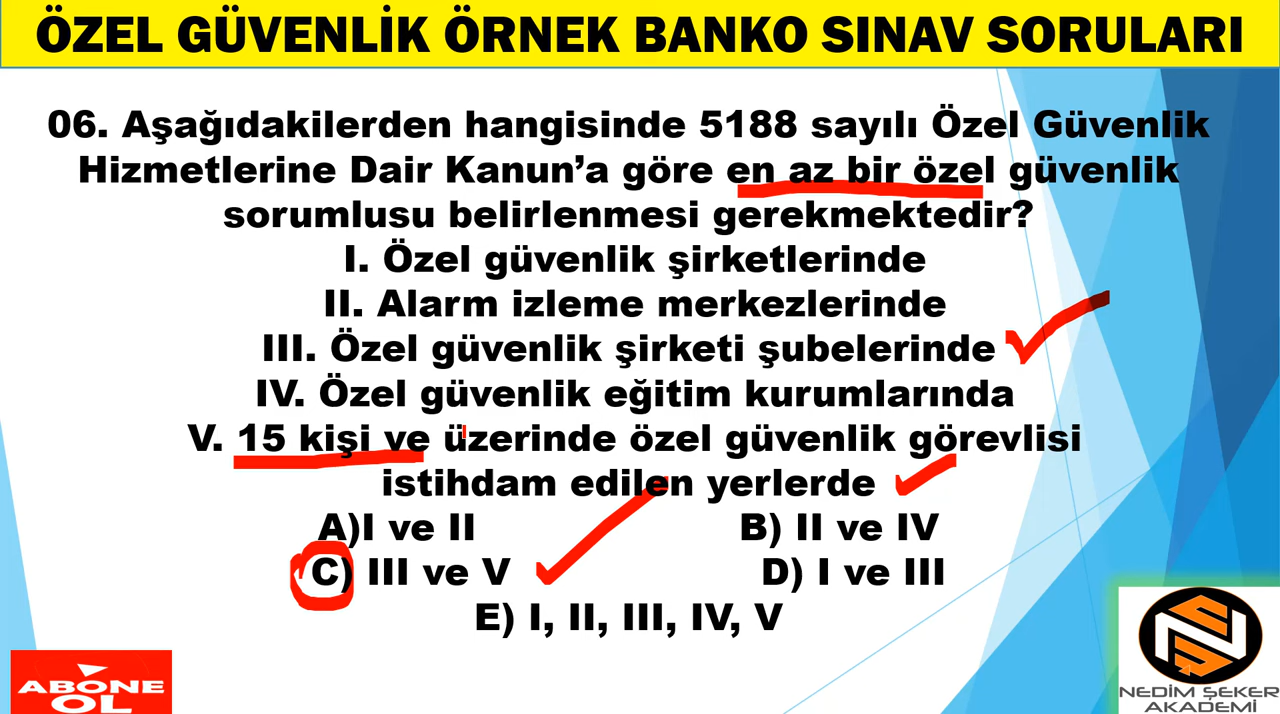 ÖZEL GÜVENLİK ÖRNEK BANKO SINAV SORULARI
06. Aşağıdakilerden hangisinde 5188 sayılı Özel Güvenlik
Hizmetlerine Dair Kanun’a göre en az bir özel güvenlik
sorumlusu belirlenmesi gerekmektedir?
I. Özel güvenlik şirketlerinde
II. Alarm izleme merkezlerinde
III. Özel güvenlik şirketi şubelerinde
IV. Özel güvenlik eğitim kurumlarında
V. 15 kişi ve üzerinde özel güvenlik görevlisi
istihdam edilen yerlerde
A)I ve II B) II ve IV
C) III ve V D) I ve III
E) I, II, III, IV, V
ABONE
OL
NEDİM ŞEKER
AKADEMİ